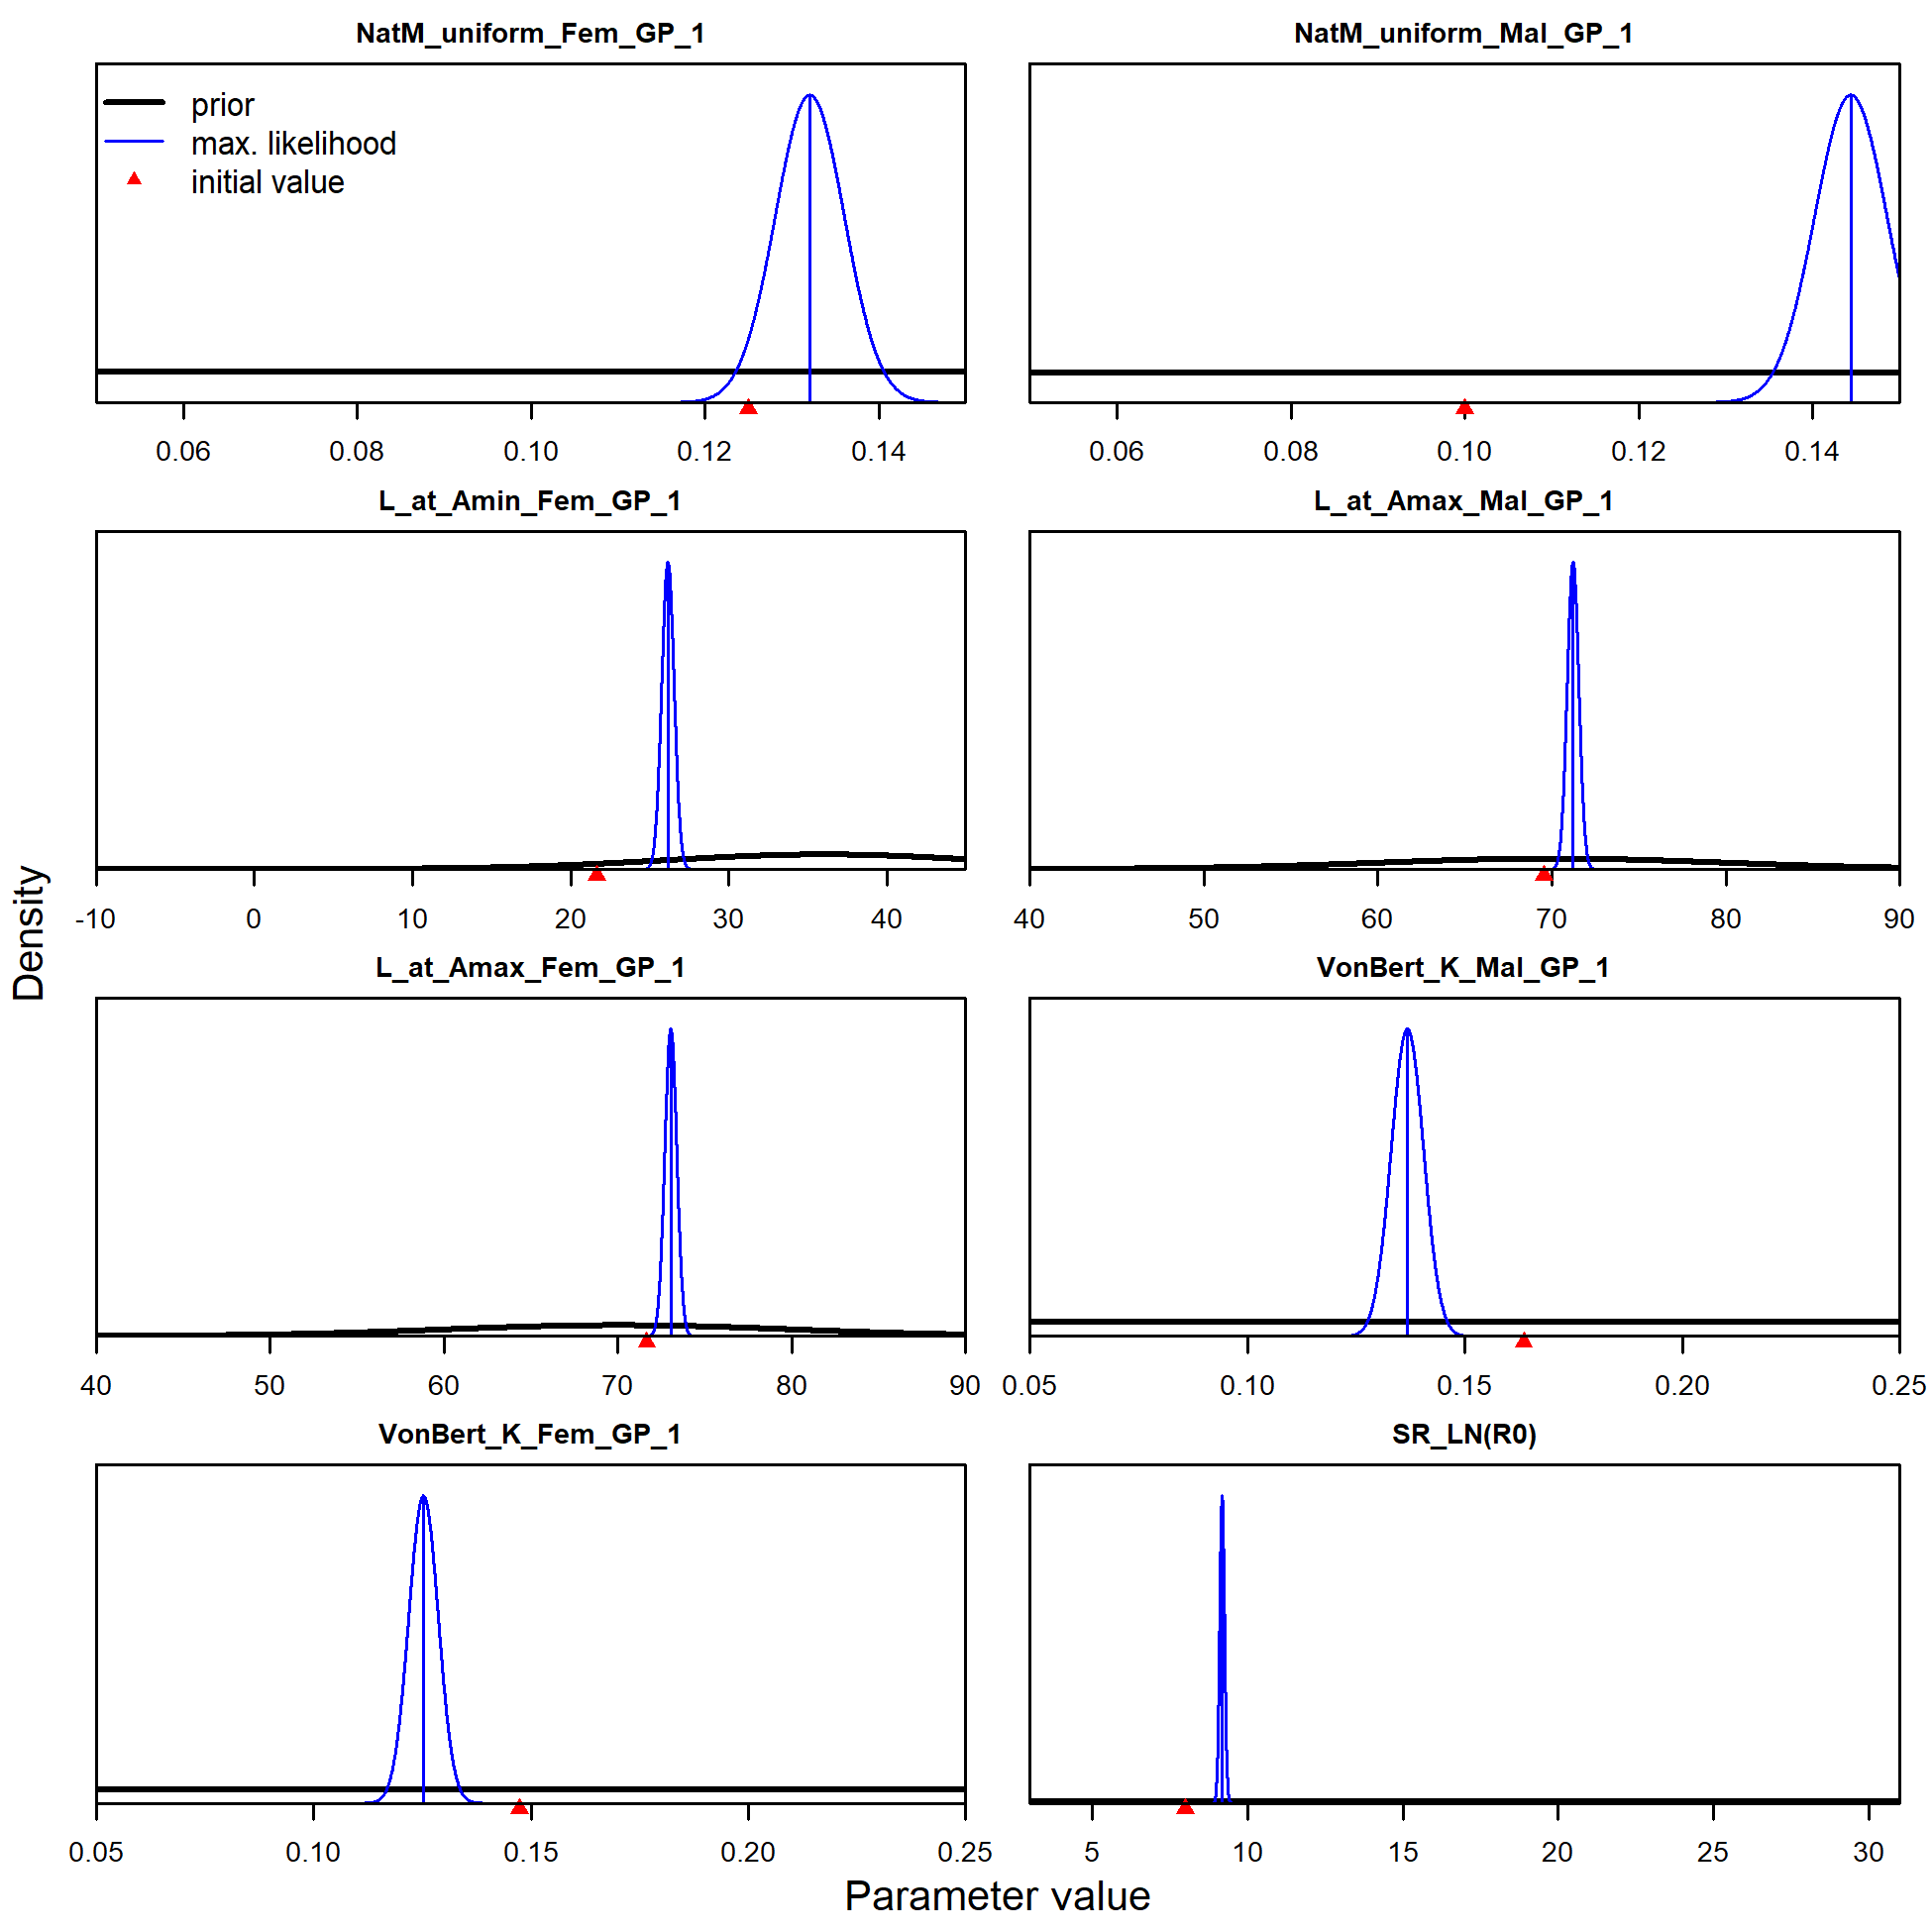 NatM_uniform_Fem_GP_1
prior
max. likelihood
initial value
0.06 0.08 0.10 0.12 0.14
NatM_uniform_Mal_GP_1
0.06 0.08 0.10 0.12 0.14
L_at_Amin_Fem_GP_1
-10 0 10 20 30 40
L_at_Amax_Mal_GP_1
40 50 60 70 80 90
L_at_Amax_Fem_GP_1
40 50 60 70 80 90
VonBert_K_Mal_GP_1
0.05 0.10 0.15 0.20 0.25
VonBert_K_Fem_GP_1
0.05 0.10 0.15 0.20 0.25
SR_LN(R0)
5 10 15 20 25 30
Density
Parameter value